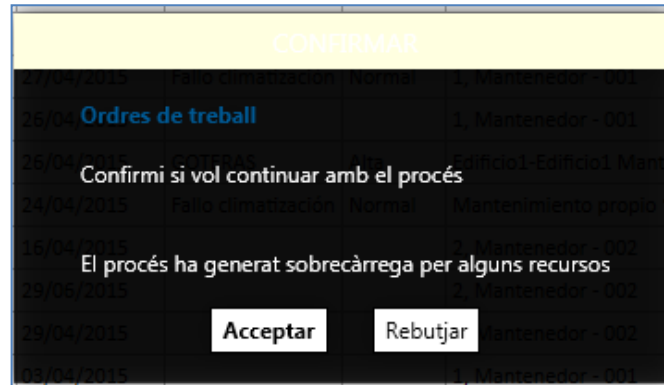 CONFIRMAR
27/04/2015 Fallo climatización Normal 1, Mantenedor - 001
Ordres de treball
26/04 1, Mantenedor - 001
26/04/2015 GOTERAS Alta Edificio1-Edificio1 Mant
Confirmi si vol continuar amb el procés
24/04/2015 Fallo climatización Normal Mantenimiento propio
16/04/2015 2, Mantenedor - 002
El procés ha generat sobrecàrrega per alguns recursos
29/06/2015 2, Mantenedor - 002
Acceptar Rebutjar
29/04/2015 Mantenedor - 002
03/04/2015 1, Mantenedor - 001